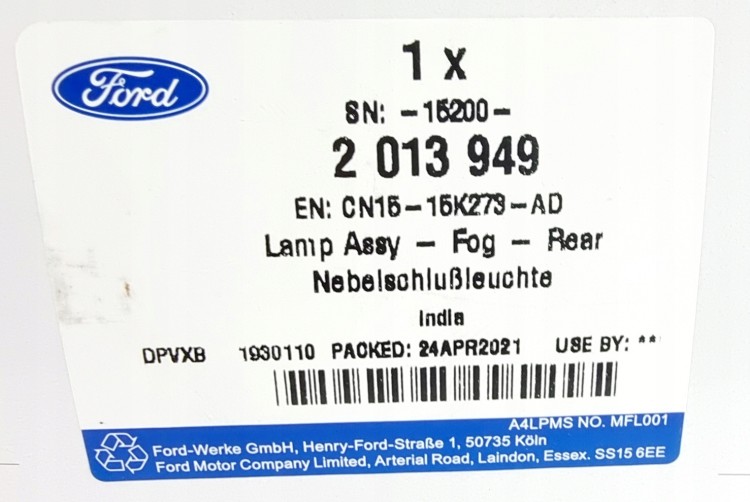 Ford
1 x
SN: -15200-
2 013 949
EN: CN15-15K273-AD
Lamp Assy - Fog - Rear
Nebelschlußleuchte
India
DPVXB 1930110 PACKED: 24APR2021 USE BY: **
A4LPMS NO. MFL001
Ford-Werke GmbH, Henry-Ford-Straße 1, 50735 Köln
Ford Motor Company Limited, Arterial Road, Laindon, Essex. SS15 6EE